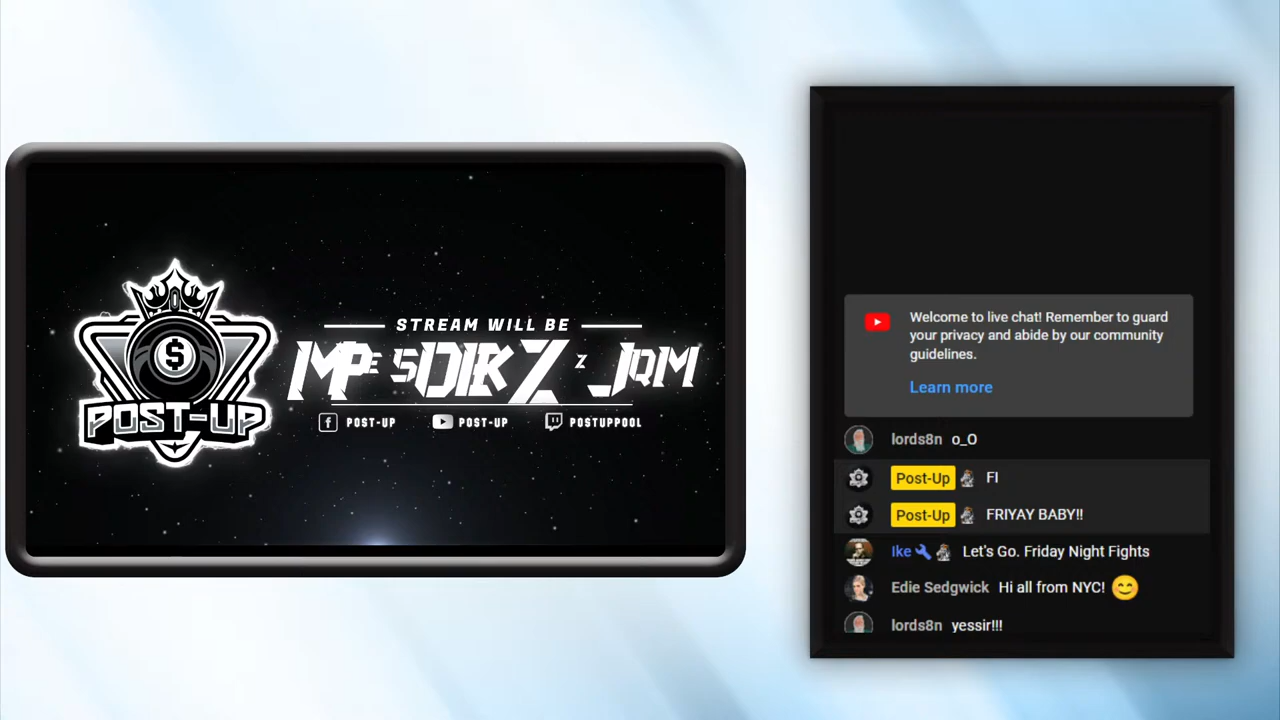 $
POST-UP
STREAM WILL BE
POST-UP
POST-UP
POSTUPPOOL
Welcome to live chat! Remember to guard
your privacy and abide by our community
guidelines.
Learn more
lords8n o_O
Post-Up FI
Post-Up FRIYAY BABY!!
Ike Let's Go. Friday Night Fights
Edie Sedgwick Hi all from NYC!
lords8n yessir!!!